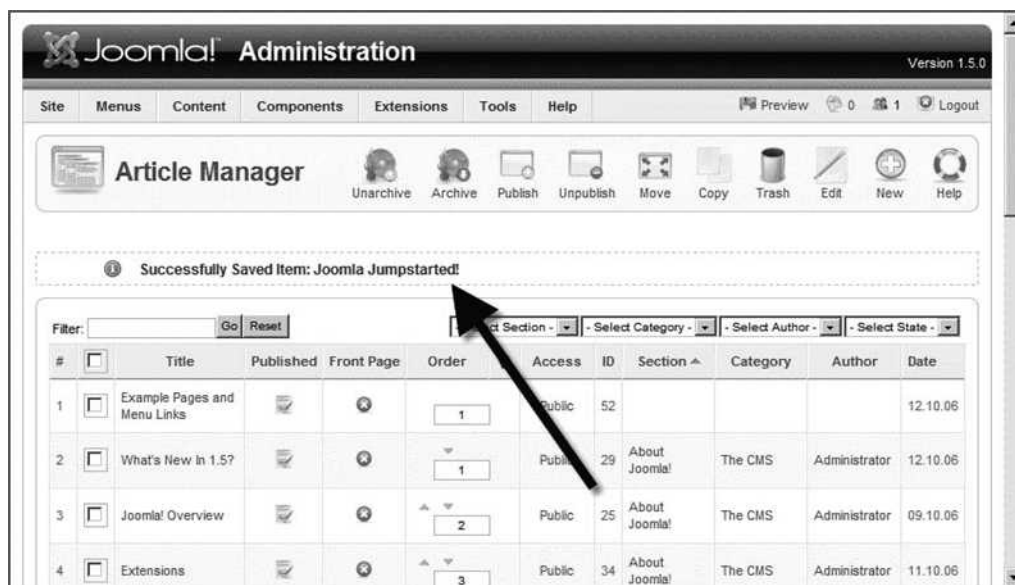 Joomla! Administration
Version 1.5.0
Site Menus Content Components Extensions Tools Help Preview 0 1 Logout
Article Manager
Unarchive Archive Publish Unpublish Move Copy Trash Edit New Help
Successfully Saved Item: Joomla Jumpstarted!
Filter: Go Reset Section - - Select Category - - Select Author - - Select State -
# Title Published Front Page Order Access ID Section Category Author Date
1 Example Pages and Menu Links 1 Public 52 12.10.06
2 What's New In 1.5? 1 Public 29 About Joomla! The CMS Administrator 12.10.06
3 Joomla! Overview 2 Public 25 About Joomla! The CMS Administrator 09.10.06
4 Extensions 3 Public 34 About Joomla! The CMS Administrator 11.10.06